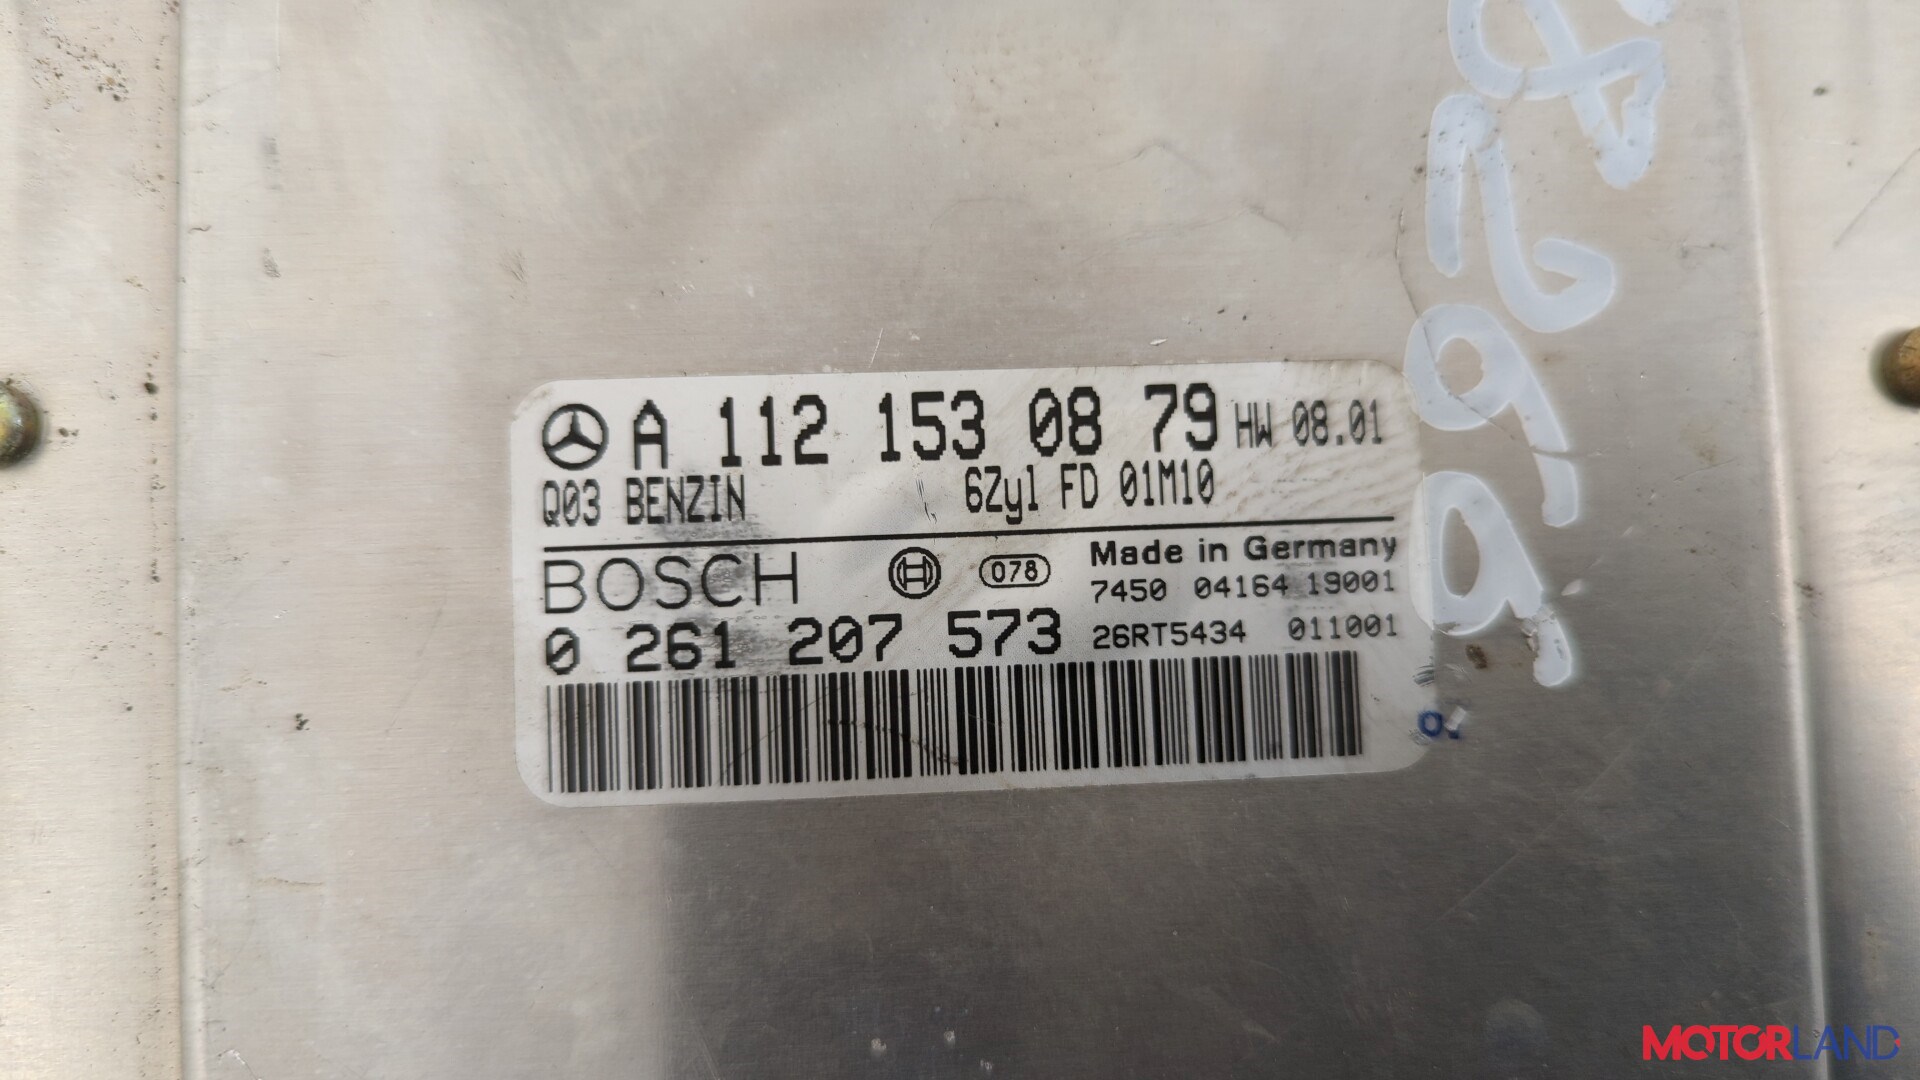 A 112 153 08 79 HW 08.01
Q03 BENZIN 6Zyl FD 01M10
BOSCH 078 Made in Germany
7450 04164 19001
0 261 207 573 26RT5434 011001
MOTORLAND